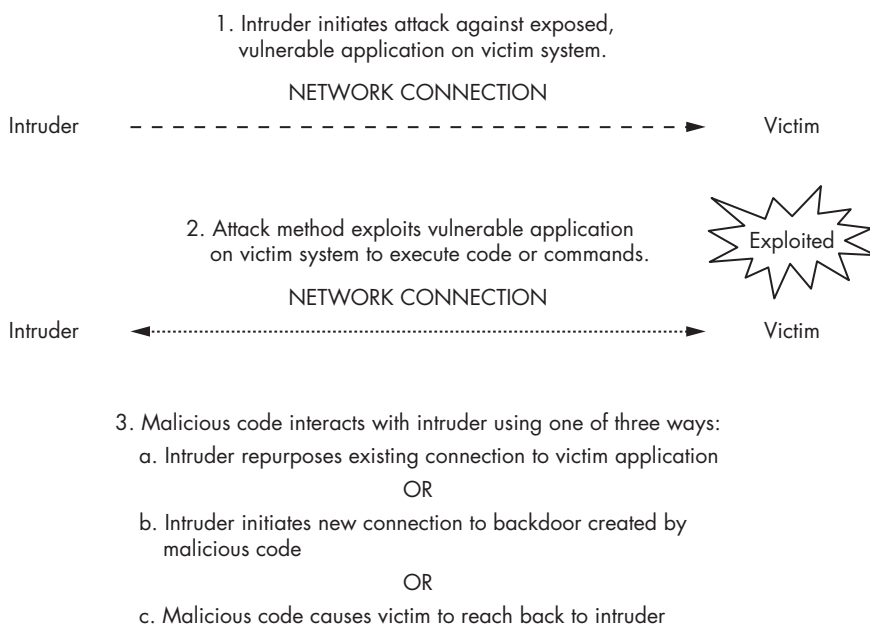 1. Intruder initiates attack against exposed,
vulnerable application on victim system.
NETWORK CONNECTION
Intruder
Victim
2. Attack method exploits vulnerable application
on victim system to execute code or commands.
Exploited
NETWORK CONNECTION
Intruder
Victim
3. Malicious code interacts with intruder using one of three ways:
a. Intruder repurposes existing connection to victim application
OR
b. Intruder initiates new connection to backdoor created by
malicious code
OR
c. Malicious code causes victim to reach back to intruder